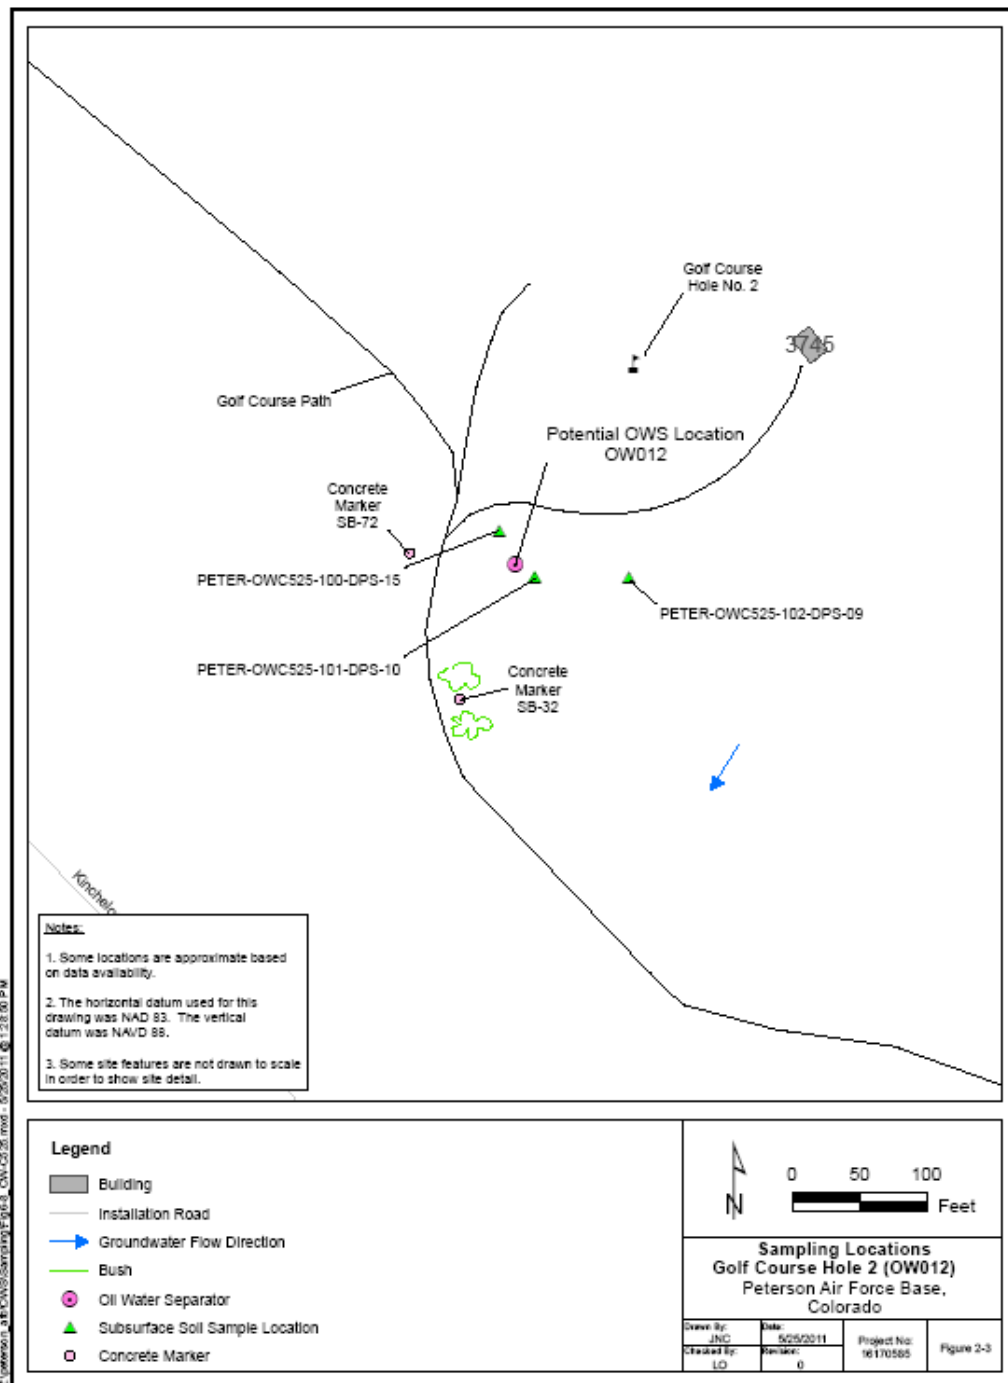 Golf Course
Hole No. 2
3745
Golf Course Path
Potential OWS Location
OW012
Concrete
Marker
SB-72
PETER-OWC525-100-DPS-15
PETER-OWC525-102-DPS-09
PETER-OWC525-101-DPS-10
Concrete
Marker
SB-32
Kinchelo
Notes:
1. Some locations are approximate based
on data availability.
2. The horizontal datum used for this
drawing was NAD 83. The vertical
datum was NAVD 88.
3. Some site features are not drawn to scale
in order to show site detail.
Legend
Building
Installation Road
Groundwater Flow Direction
Bush
Oil Water Separator
Subsurface Soil Sample Location
Concrete Marker
N
0 50 100
Feet
Sampling Locations
Golf Course Hole 2 (OW012)
Peterson Air Force Base,
Colorado
Drawn By:
JNC
Date:
5/25/2011
Checked By:
LO
Revision:
0
Project No:
16170585
Figure 2-3